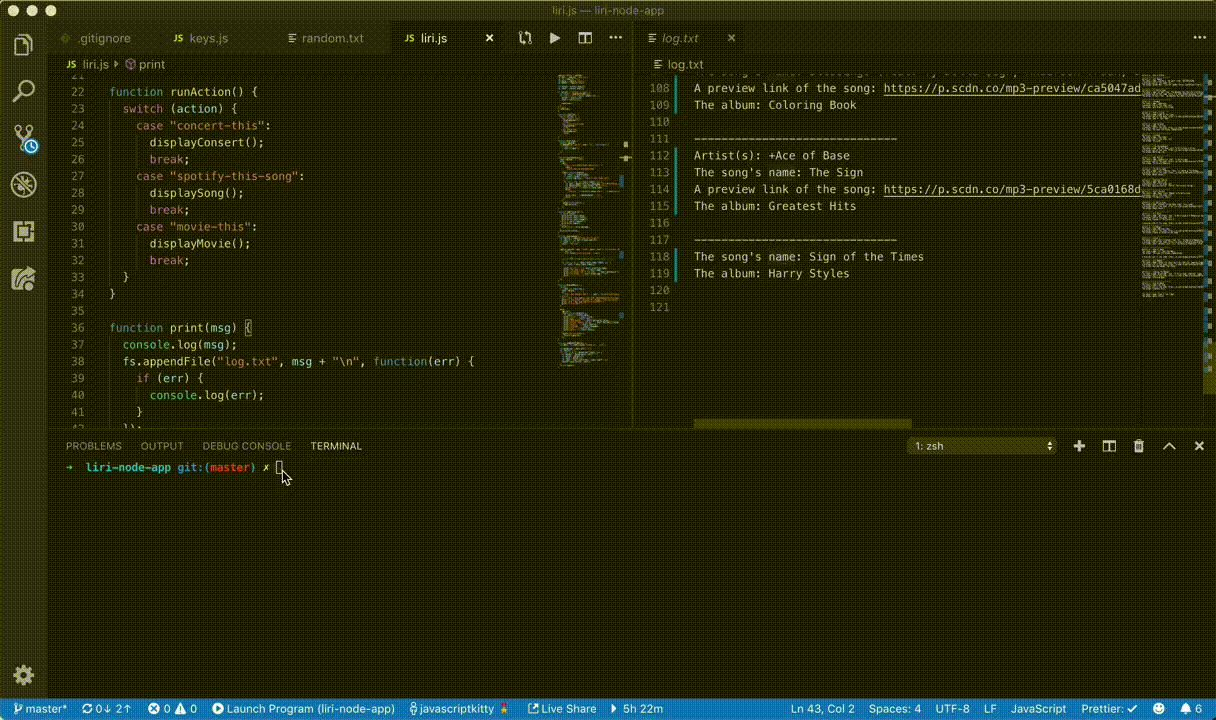 liri.js — liri-node-app
.gitignore
JS keys.js
random.txt
JS liri.js
JS liri.js print
22 function runAction() {
23 switch (action) {
24 case "concert-this":
25 displayConsert();
26 break;
27 case "spotify-this-song":
28 displaySong();
29 break;
30 case "movie-this":
31 displayMovie();
32 break;
33 }
34 }
35
36 function print(msg) {
37 console.log(msg);
38 fs.appendFile("log.txt", msg + "\n", function(err) {
39 if (err) {
40 console.log(err);
41 }
log.txt
log.txt
108 A preview link of the song: https://p.scdn.co/mp3-preview/ca5047ad
109 The album: Coloring Book
110
111 ------------------------------
112 Artist(s): +Ace of Base
113 The song's name: The Sign
114 A preview link of the song: https://p.scdn.co/mp3-preview/5ca0168d
115 The album: Greatest Hits
116
117 ------------------------------
118 The song's name: Sign of the Times
119 The album: Harry Styles
120
121
PROBLEMS OUTPUT DEBUG CONSOLE TERMINAL 1: zsh
→ liri-node-app git:(master) ✗
master* 0↓ 2↑ 0 0 Launch Program (liri-node-app) javascriptkitty Live Share 5h 22m Ln 43, Col 2 Spaces: 4 UTF-8 LF JavaScript Prettier: ✓ 6